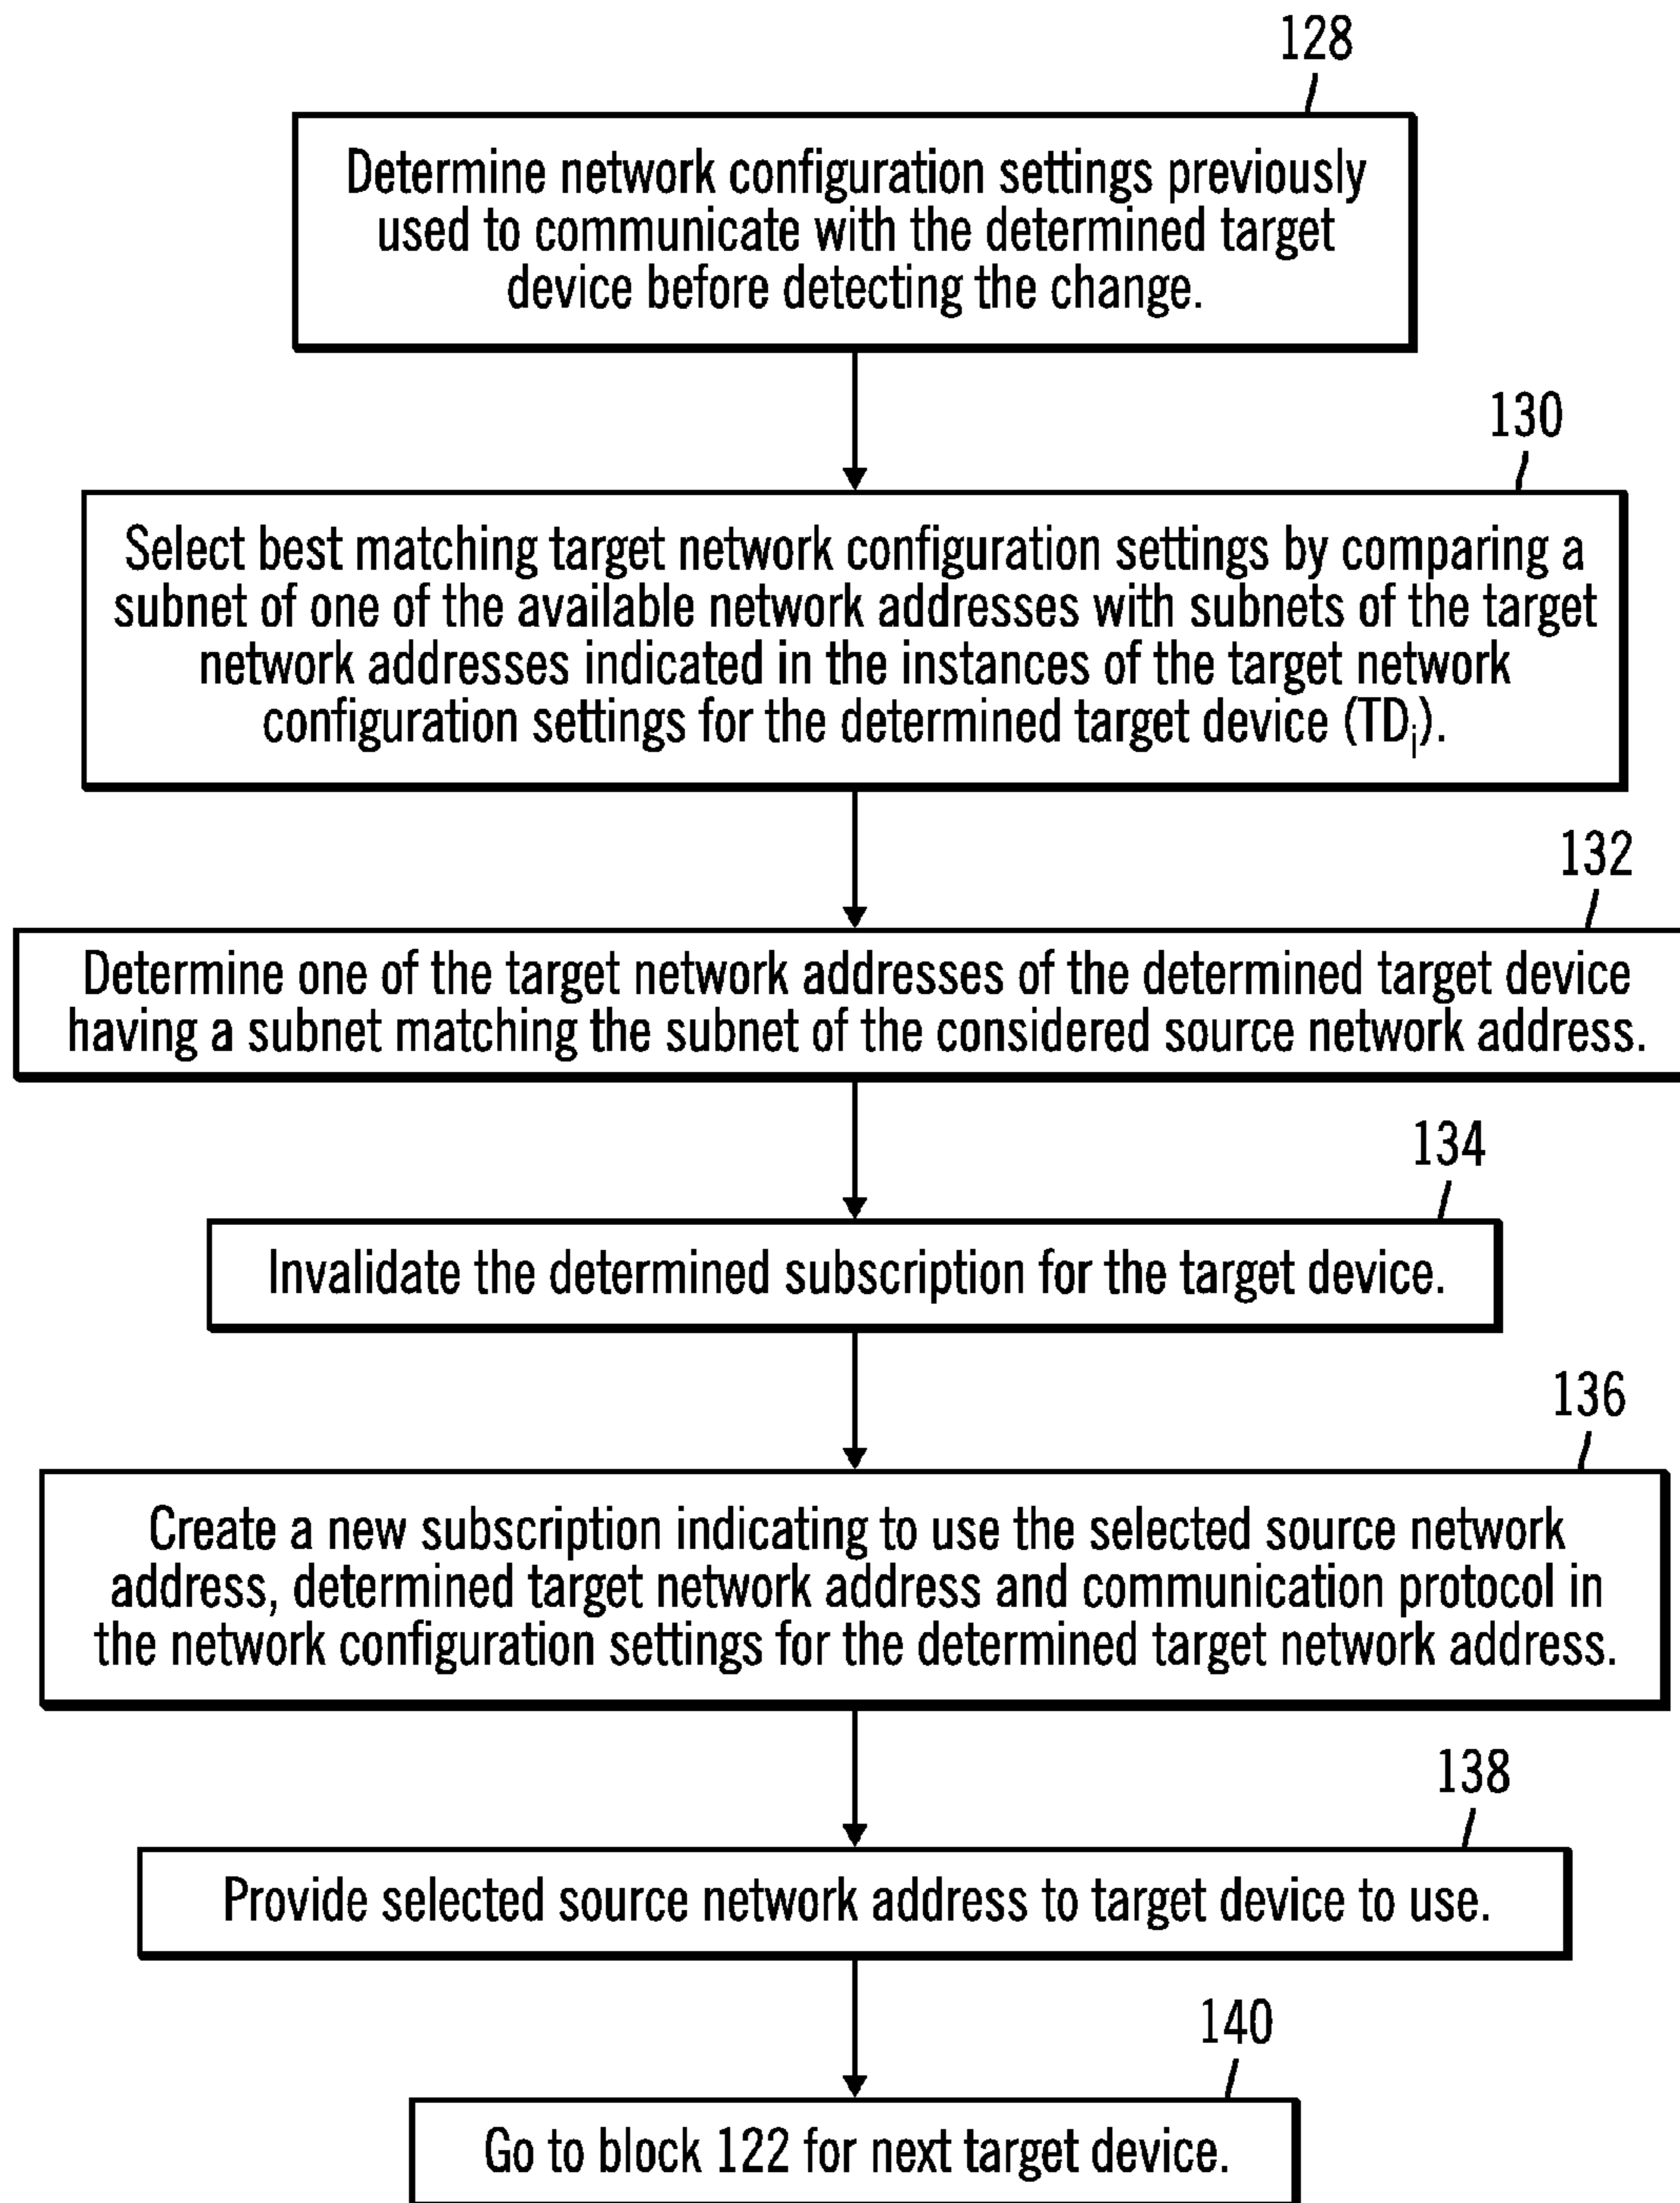 128
Determine network configuration settings previously
used to communicate with the determined target
device before detecting the change.
130
Select best matching target network configuration settings by comparing a
subnet of one of the available network addresses with subnets of the target
network addresses indicated in the instances of the target network
configuration settings for the determined target device (TDi).
132
Determine one of the target network addresses of the determined target device
having a subnet matching the subnet of the considered source network address.
134
Invalidate the determined subscription for the target device.
136
Create a new subscription indicating to use the selected source network
address, determined target network address and communication protocol in
the network configuration settings for the determined target network address.
138
Provide selected source network address to target device to use.
140
Go to block 122 for next target device.